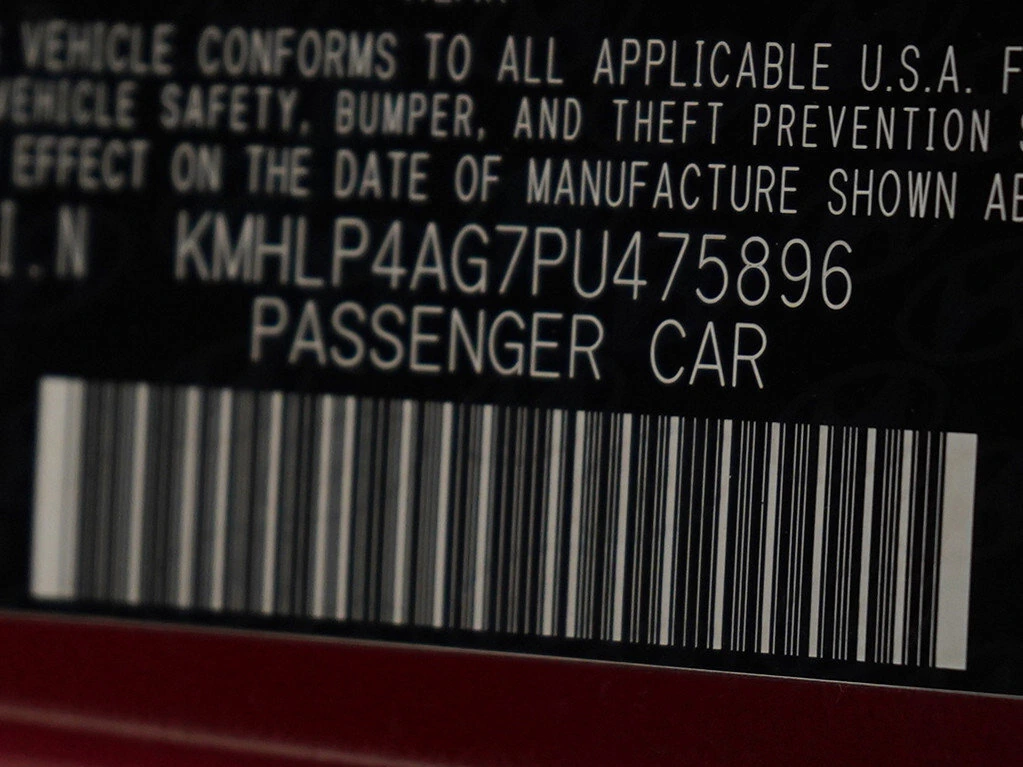 VEHICLE CONFORMS TO ALL APPLICABLE U.S.A. F
VEHICLE SAFETY, BUMPER, AND THEFT PREVENTION S
EFFECT ON THE DATE OF MANUFACTURE SHOWN AB
I.N KMHLP4AG7PU475896
PASSENGER CAR